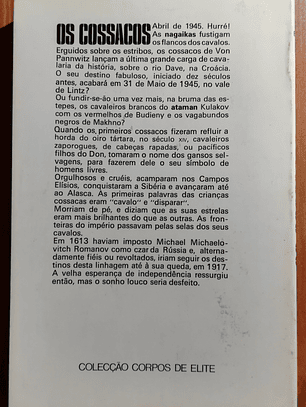 OS COSSACOS Abril de 1945. Hurré!
As nagaikas fustigam
os flancos dos cavalos.
Erguidos sobre os estribos, os cossacos de Von
Pannwitz lançam a última grande carga de cava-
laria da história, sobre o rio Dave, na Croácia.
O seu destino fabuloso, iniciado dez séculos
antes, acabará em 31 de Maio de 1945, no vale
de Lintz?
Ou fundir-se-ão uma vez mais, na bruma das es-
tepes, os cavaleiros brancos do ataman Kulakov
com os vermelhos de Budieny e os vagabundos
negros de Makhno?
Quando os primeiros cossacos fizeram refluir a
horda do oiro tártaro, no século XIV, cavaleiros
zaporogues, de cabeças rapadas, ou pacíficos
filhos do Don, tomaram o nome dos gansos sel-
vagens, para fazerem dele o seu símbolo de
homens livres.
Orgulhosos e cruéis, acamparam nos Campos
Elísios, conquistaram a Sibéria e avançaram até
ao Alasca. As primeiras palavras das crianças
cossacas eram "cavalo" e "disparar".
Morriam de pé, e diziam que as suas estrelas
eram mais brilhantes do que as outras. As fron-
teiras do império passavam pelas selas dos seus
cavalos.
Em 1613 haviam imposto Michael Michaelo-
vitch Romanov como czar da Rússia e, alterna-
damente fiéis ou revoltados, iriam seguir os des-
tinos desta linhagem até à sua queda, em 1917.
A velha esperança de independência ressurgiu
então, mas o sonho louco seria desfeito.
COLECÇÃO CORPOS DE ELITE